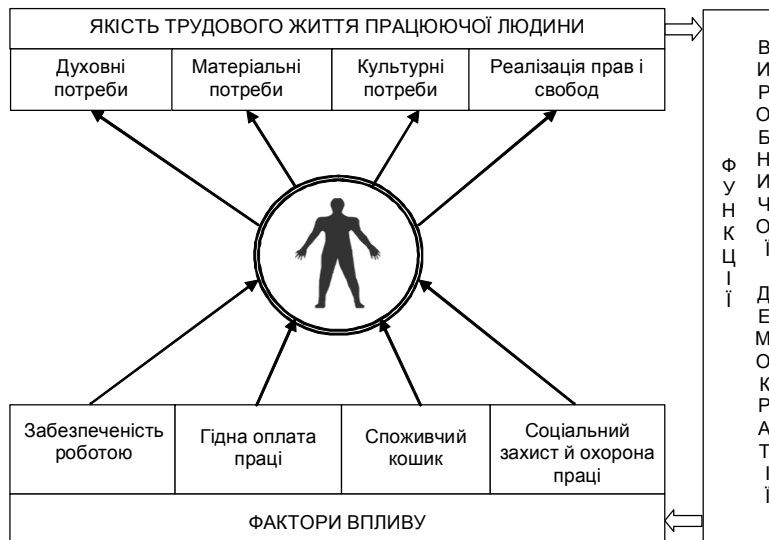 ЯКІСТЬ ТРУДОВОГО ЖИТТЯ ПРАЦЮЮЧОЇ ЛЮДИНИ
Духовні
потреби
Матеріальні
потреби
Культурні
потреби
Реалізація прав і
свобод
Забезпеченість
роботою
Гідна оплата
праці
Споживчий
кошик
Соціальний
захист й охорона
праці
ФАКТОРИ ВПЛИВУ
ФУНКЦІЇ
ВИРОБНИЧОЇ ДЕМОКРАТІЇ